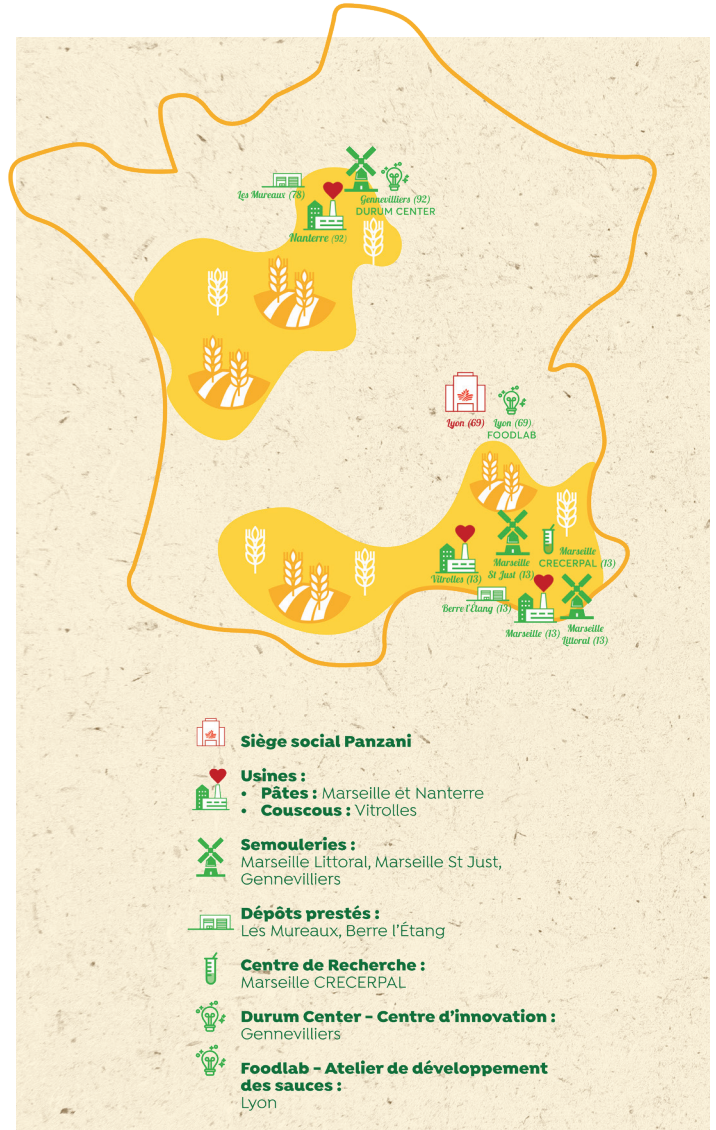 Les Mureaux (78)
Gennevilliers (92)
DURUM CENTER
Nanterre (92)
Lyon (69)
Lyon (69)
FOODLAB
Vitrolles (13)
Marseille
St Just (13)
Marseille
CRECERPAL (13)
Berre l'Étang (13)
Marseille (13)
Marseille
Littoral (13)
Siège social Panzani
Usines :
• Pâtes : Marseille ét Nanterre
• Couscous : Vitrolles
Semouleries :
Marseille Littoral, Marseille St Just,
Gennevilliers
Dépôts prestés :
Les Mureaux, Berre l'Étang
Centre de Recherche :
Marseille CRECERPAL
Durum Center – Centre d'innovation :
Gennevilliers
Foodlab – Atelier de développement
des sauces :
Lyon